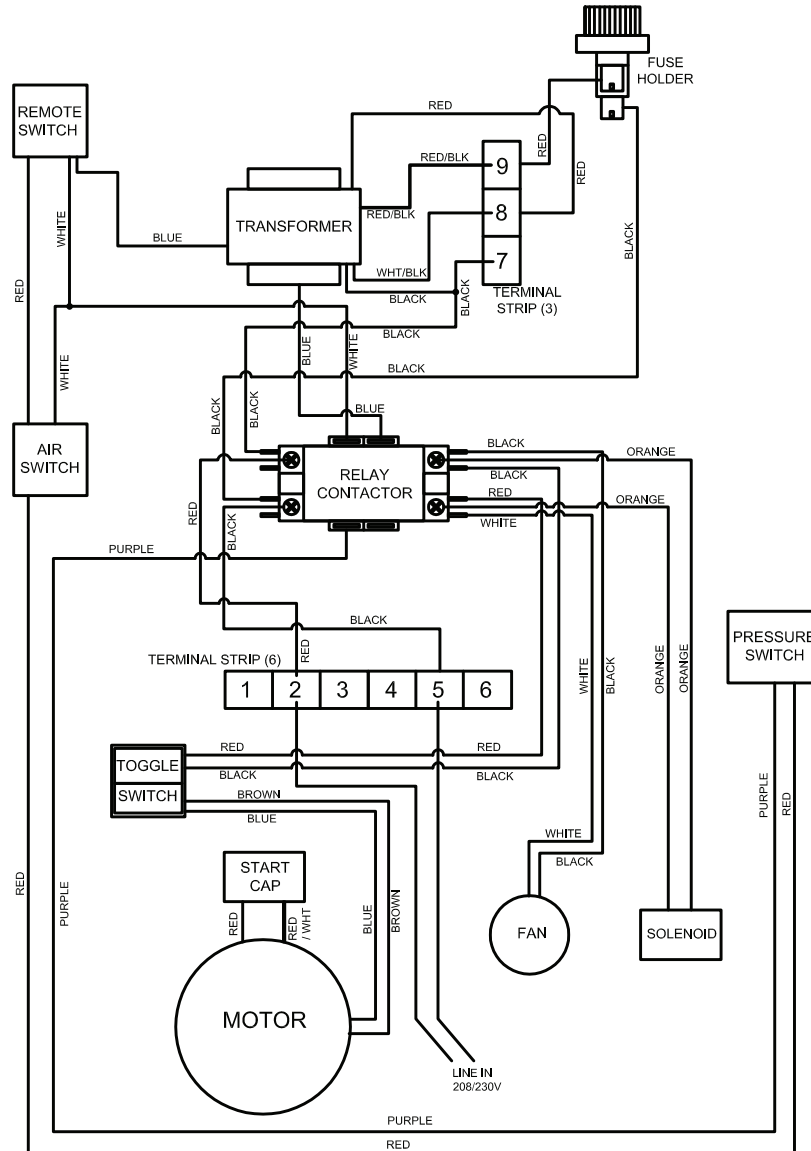 FUSE
HOLDER
RED
REMOTE
SWITCH
RED/BLK
9
RED
RED
TRANSFORMER
RED/BLK
8
WHITE
BLUE
BLACK
WHT/BLK
7
RED
BLACK
BLACK
TERMINAL
STRIP (3)
BLACK
BLUE
WHITE
WHITE
BLACK
BLACK
BLACK
BLUE
AIR
SWITCH
BLACK
ORANGE
RELAY
CONTACTOR
BLACK
RED
ORANGE
RED
BLACK
WHITE
PURPLE
BLACK
RED
TERMINAL STRIP (6)
PRESSURE
SWITCH
1 2 3 4 5 6
WHITE
BLACK
ORANGE
ORANGE
RED
RED
TOGGLE
SWITCH
BLACK
BLACK
BROWN
BLUE
PURPLE
RED
WHITE
BLACK
START
CAP
RED
PURPLE
RED
RED
/ WHT
BLUE
BROWN
FAN
SOLENOID
MOTOR
LINE IN
208/230V
PURPLE
RED